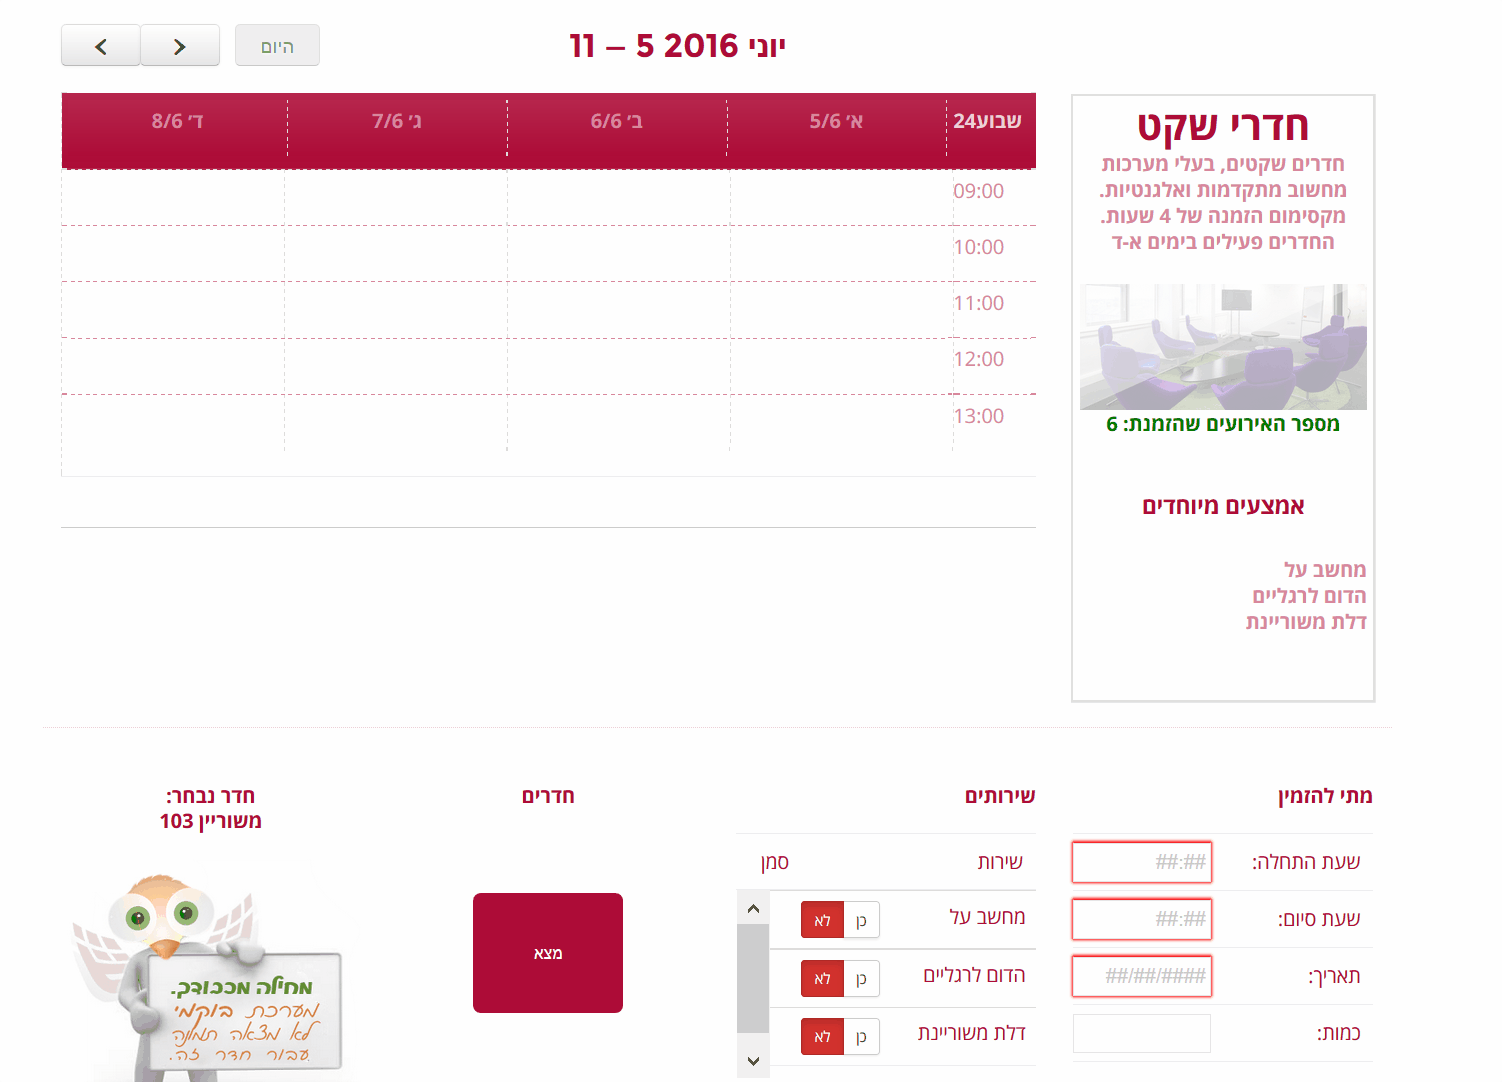 יוני 2016 5 – 11
היום
שבוע24
א' 5/6
ב' 6/6
ג' 7/6
ד' 8/6
09:00
10:00
11:00
12:00
13:00
חדרי שקט
חדרים שקטים, בעלי מערכות
מחשוב מתקדמות ואלגנטיות.
מקסימום הזמנה של 4 שעות.
החדרים פעילים בימים א-ד
מספר האירועים שהזמנת: 6
אמצעים מיוחדים
מחשב על
הדום לרגליים
דלת משוריינת
מתי להזמין
שעת התחלה:
##:##
שעת סיום:
##:##
תאריך:
##/##/####
כמות:
שירותים
שירות
סמן
מחשב על
כן
לא
הדום לרגליים
כן
לא
דלת משוריינת
כן
לא
חדרים
מצא
חדר נבחר:
משוריין 103
מחילה מכבודך.
מערכת בוקמי
לא מצאה תמונה
עבור חדר זה.